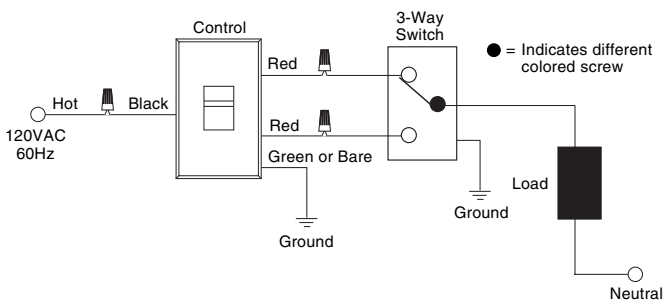 Control
3-Way
Switch
● = Indicates different
colored screw
Hot
Black
Red
120VAC
60Hz
Red
Green or Bare
Ground
Ground
Load
Neutral